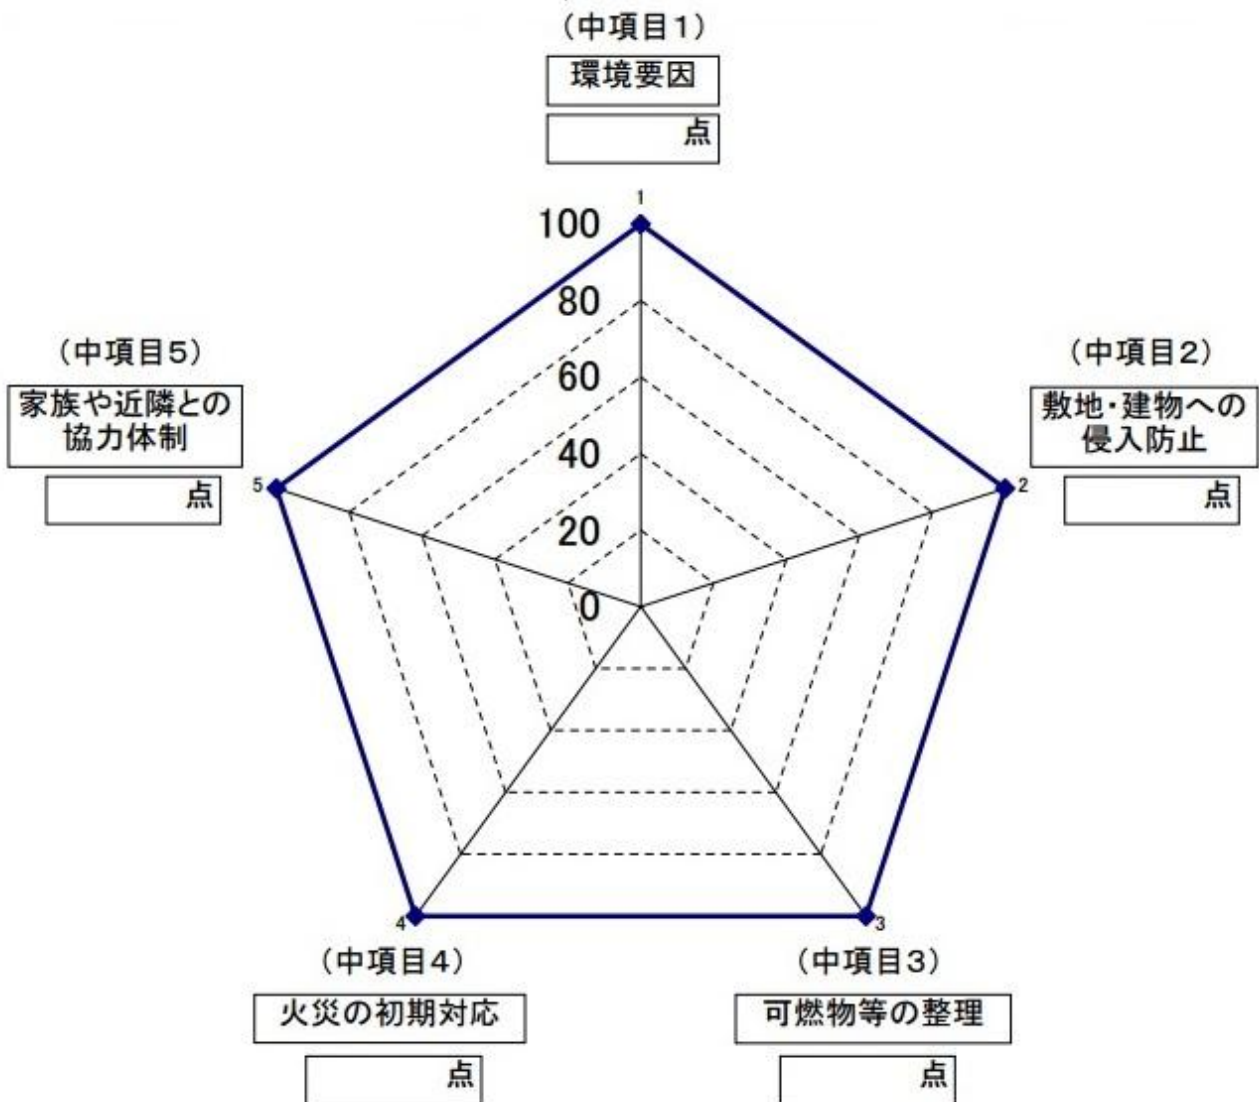 （中項目１）
環境要因
点
1
100
80
60
40
20
0
（中項目５）
家族や近隣との
協力体制
点
5
（中項目２）
敷地・建物への
侵入防止
点
2
4
（中項目４）
火災の初期対応
点
3
（中項目３）
可燃物等の整理
点